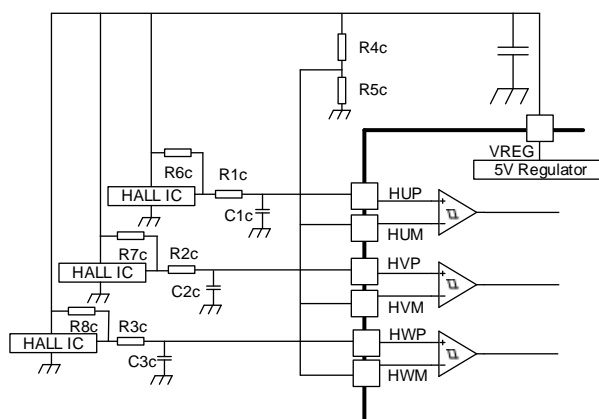 R4c
R5c
VREG
5V Regulator
R6c
R1c
HALL IC
C1c
HUP
HUM
R7c
R2c
HALL IC
C2c
HVP
HVM
R8c
R3c
HALL IC
C3c
HWP
HWM
+
-
+
-
+
-